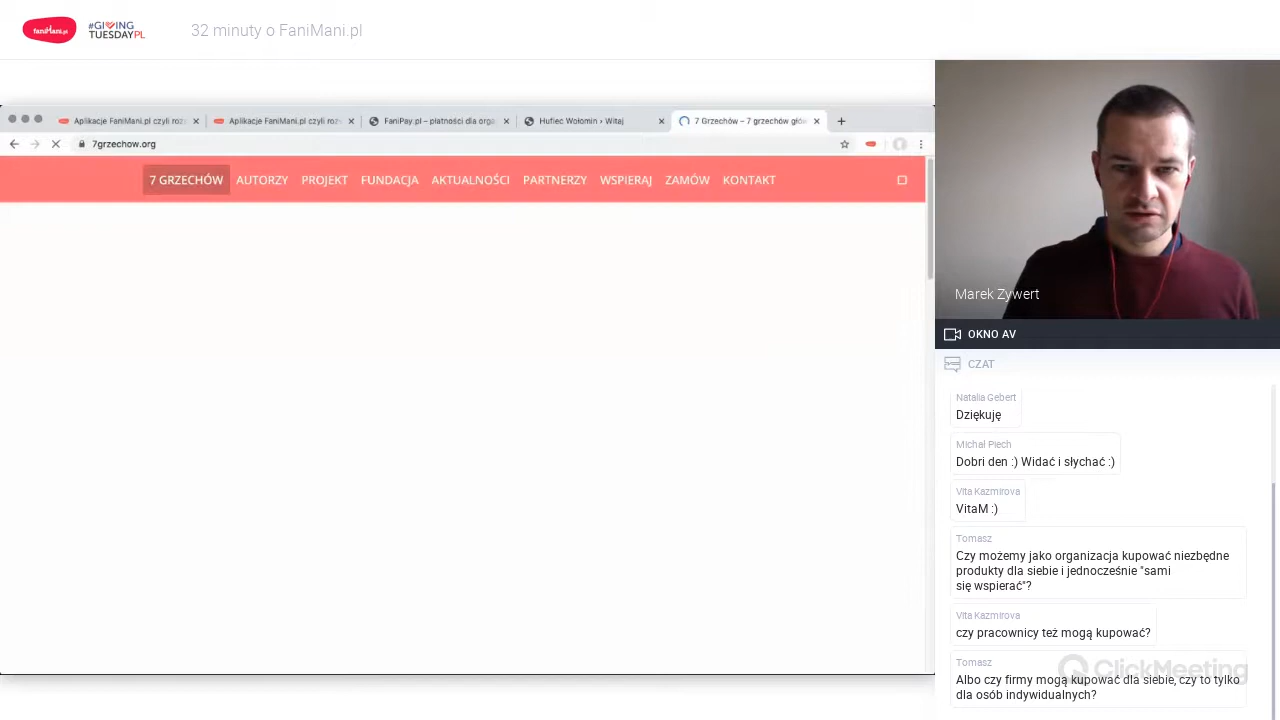 faniMani.pl
#GIVING
TUESDAYPL
32 minuty o FaniMani.pl
Aplikacje FaniMani.pl czyli roz
Aplikacje FaniMani.pl czyli roz
FaniPay.pl – płatności dla orga
Hufiec Wołomin › Witaj
7 Grzechów – 7 grzechów głów
7grzechow.org
7 GRZECHÓW AUTORZY PROJEKT FUNDACJA AKTUALNOŚCI PARTNERZY WSPIERAJ ZAMÓW KONTAKT
Marek Zywert
OKNO AV
CZAT
Natalia Gebert
Dziękuję
Michał Piech
Dobri den :) Widać i słychać :)
Vita Kazmirova
VitaM :)
Tomasz
Czy możemy jako organizacja kupować niezbędne
produkty dla siebie i jednocześnie "sami
się wspierać"?
Vita Kazmirova
czy pracownicy też mogą kupować?
Tomasz
Albo czy firmy mogą kupować dla siebie, czy to tylko
dla osób indywidualnych?
ClickMeeting